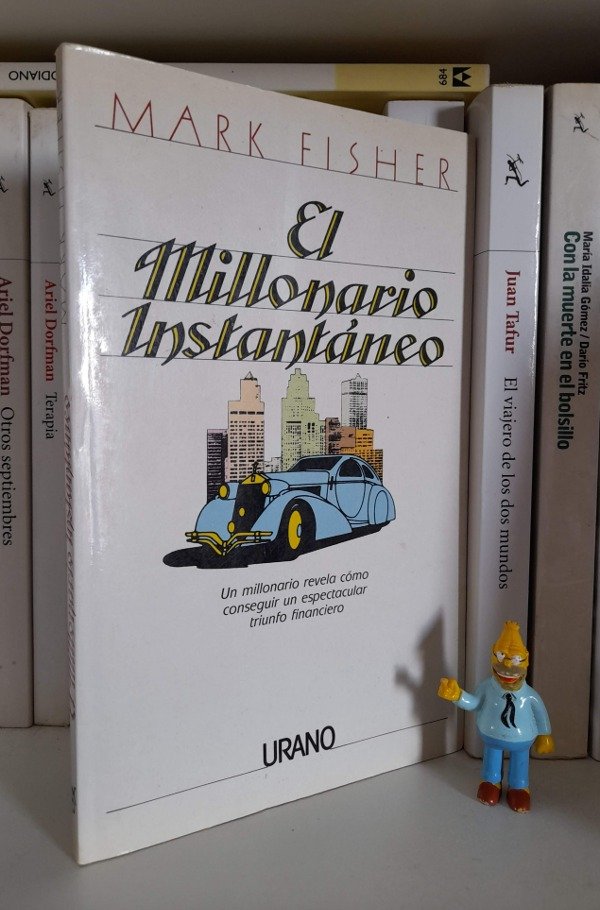 MARK FISHER
El
Millonario
Instantáneo
Un millonario revela cómo
conseguir un espectacular
triunfo financiero
URANO
ODIANO
684
Ariel Dorfman Otros septiembres
Ariel Dorfman Terapia
Juan Tafur El viajero de los dos mundos
María Idalia Gómez/Darío Fritz
Con la muerte en el bolsillo